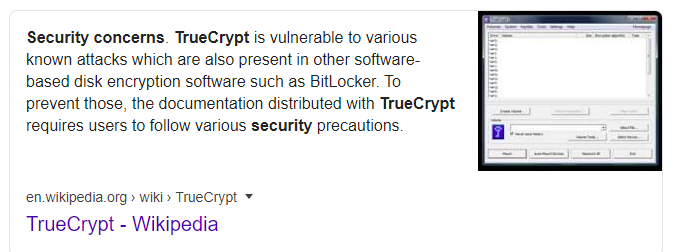 Security concerns. TrueCrypt is vulnerable to various
known attacks which are also present in other software-
based disk encryption software such as BitLocker. To
prevent those, the documentation distributed with TrueCrypt
requires users to follow various security precautions.
en.wikipedia.org › wiki › TrueCrypt
TrueCrypt - Wikipedia